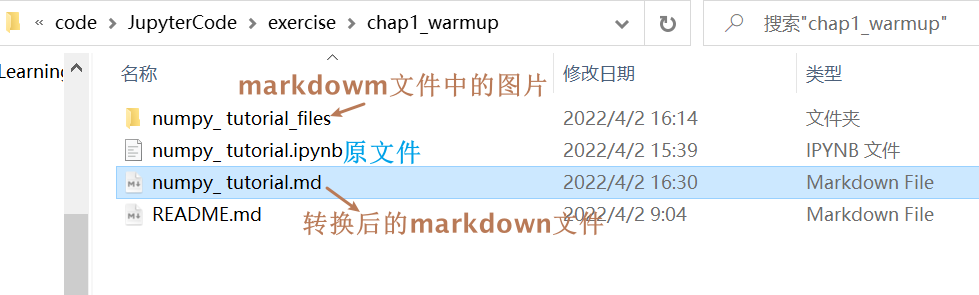 « code > JupyterCode > exercise > chap1_warmup
搜索"chap1_warmup"
Learning
名称 修改日期 类型
markdowm文件中的图片
numpy_ tutorial_files 2022/4/2 16:14 文件夹
numpy_ tutorial.ipynb 原文件 2022/4/2 15:39 IPYNB 文件
numpy_ tutorial.md 2022/4/2 16:30 Markdown File
README.md 2022/4/2 9:04 Markdown File
转换后的markdown文件